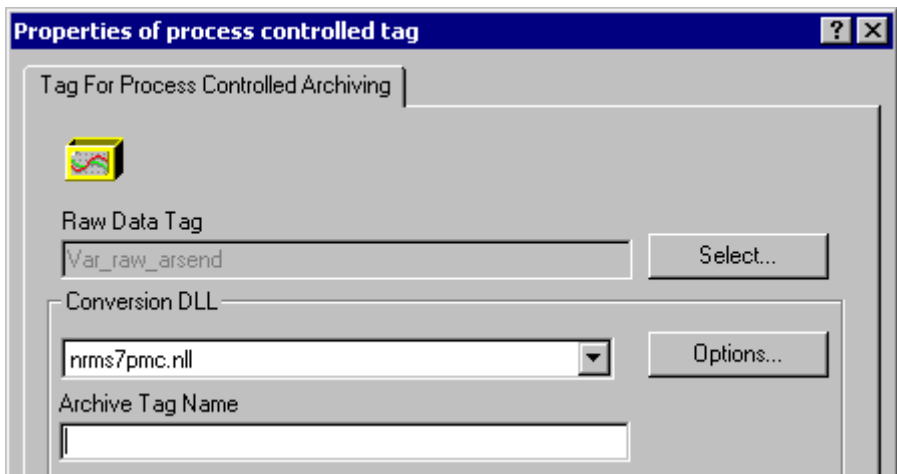 Properties of process controlled tag
Tag For Process Controlled Archiving
Raw Data Tag
Var_raw_arsend
Select...
Conversion DLL
nrms7pmc.nll
Options...
Archive Tag Name